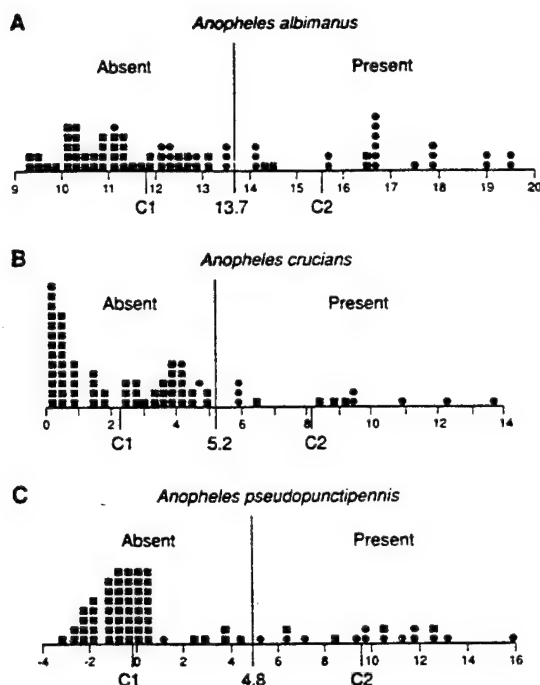 A
Anopheles albimanus
Absent Present
9 10 11 12 13 14 15 16 17 18 19 20
C1 13.7 C2
B
Anopheles crucians
Absent Present
0 2 4 6 8 10 12 14
C1 5.2 C2
C
Anopheles pseudopunctipennis
Absent Present
-4 -2 0 2 4 6 8 10 12 14 16
C1 4.8 C2